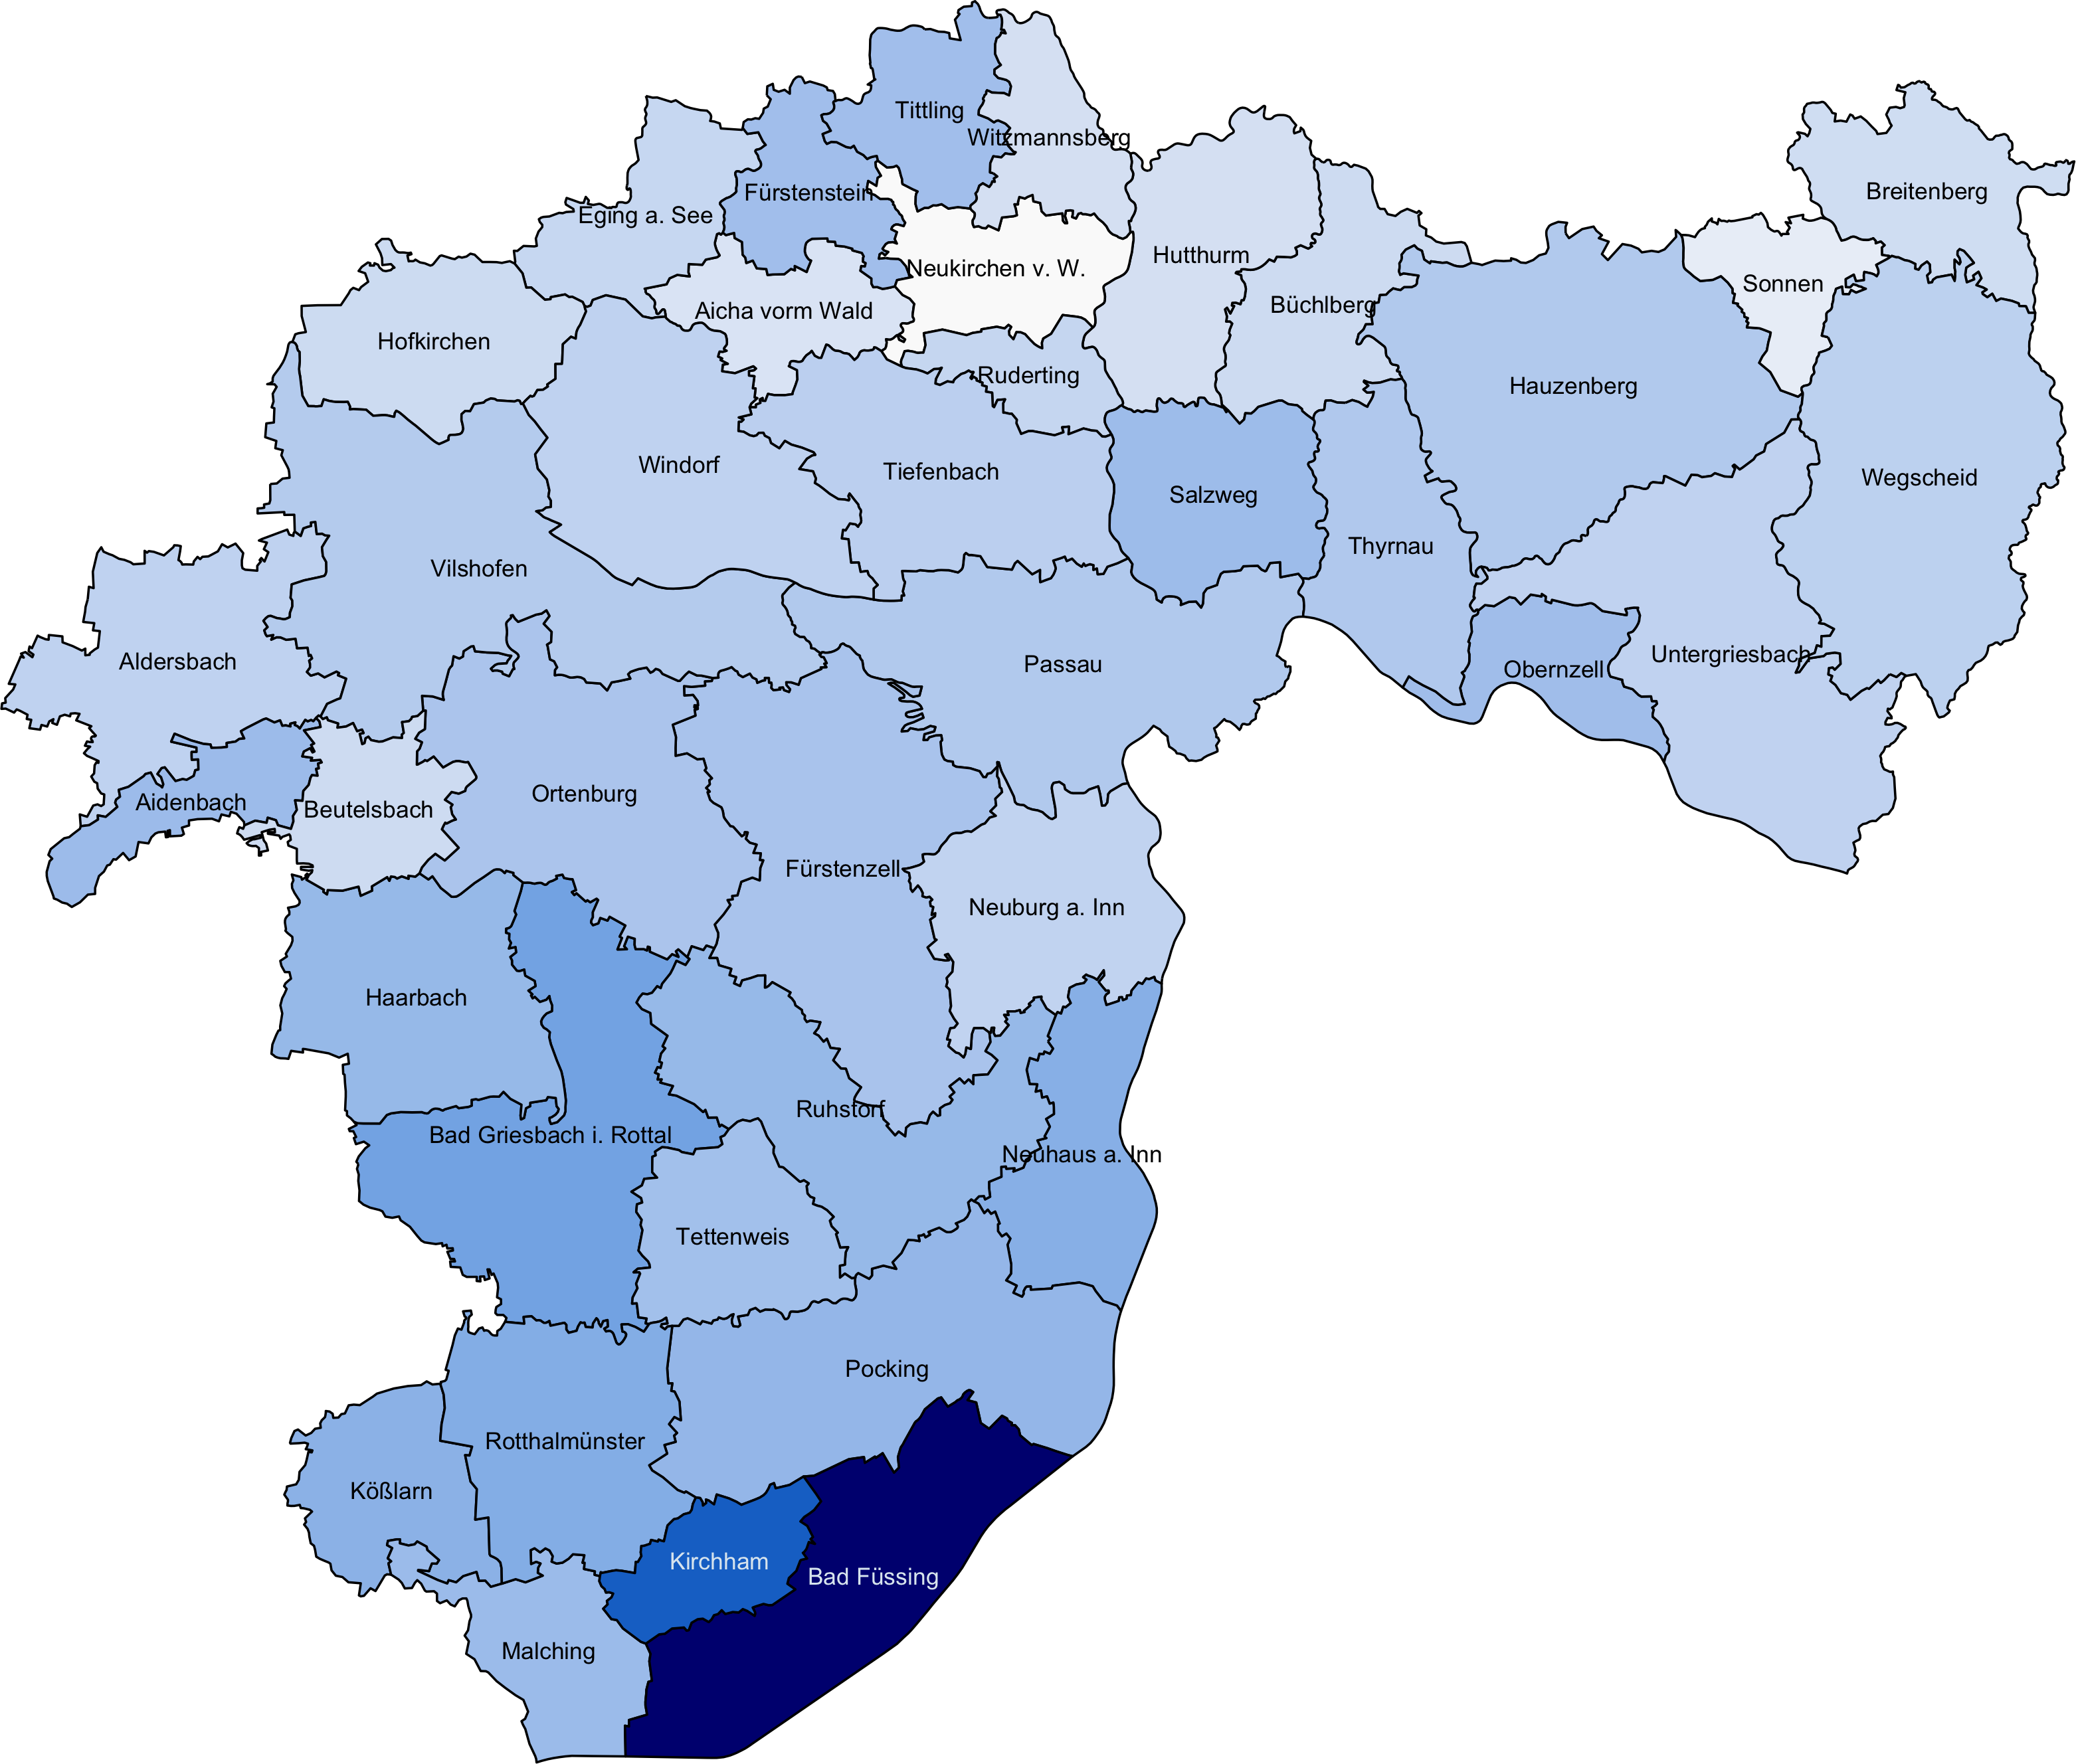 Tittling
Witzmannsberg
Fürstenstein
Breitenberg
Eging a. See
Hutthurm
Neukirchen v. W.
Sonnen
Büchlberg
Aicha vorm Wald
Hofkirchen
Ruderting
Hauzenberg
Windorf
Tiefenbach
Wegscheid
Salzweg
Thyrnau
Vilshofen
Untergriesbach
Aldersbach
Passau
Obernzell
Ortenburg
Aidenbach
Beutelsbach
Fürstenzell
Neuburg a. Inn
Haarbach
Ruhstorf
Bad Griesbach i. Rottal
Neuhaus a. Inn
Tettenweis
Pocking
Rotthalmünster
Kößlarn
Kirchham
Bad Füssing
Malching